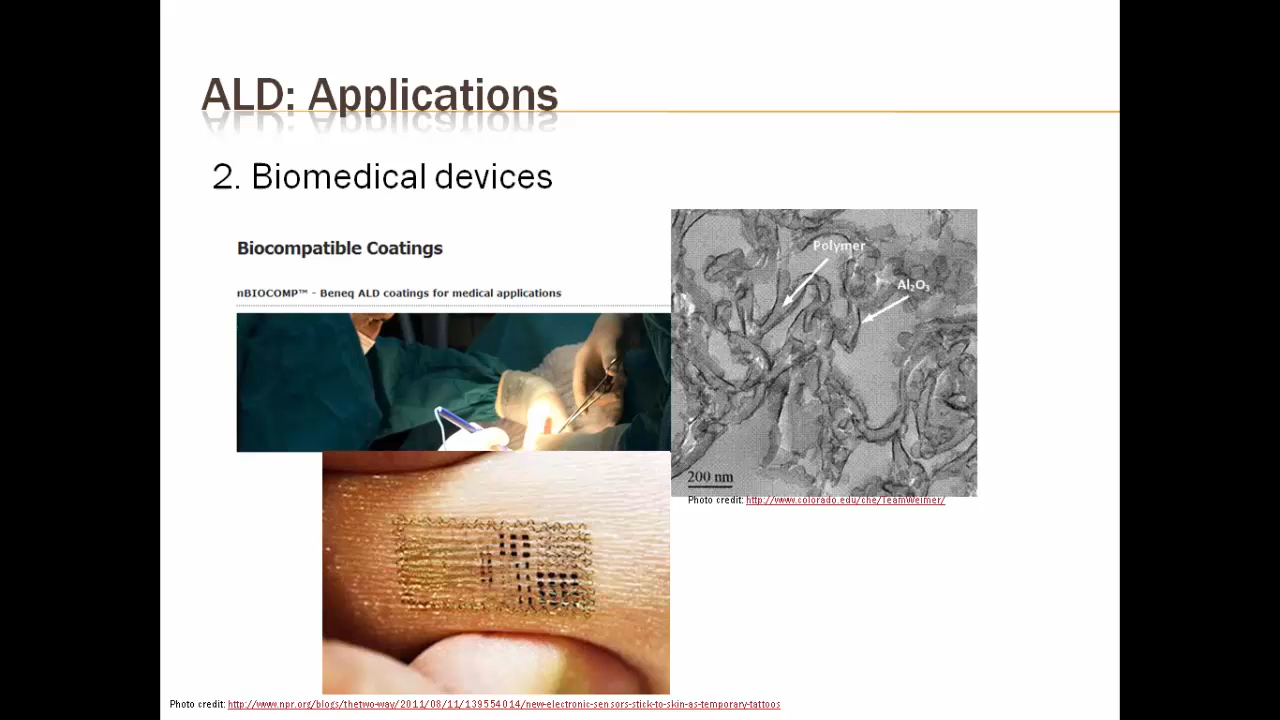 ALD: Applications
2. Biomedical devices
Biocompatible Coatings
nBIOCOMP™ - Beneq ALD coatings for medical applications
Polymer
Al₂O₃
200 nm
Photo credit: http://www.colorado.edu/che/TeamWeimer/
Photo credit: http://www.npr.org/blogs/thetwo-way/2011/08/11/139554014/new-electronic-sensors-stick-to-skin-as-temporary-tattoos